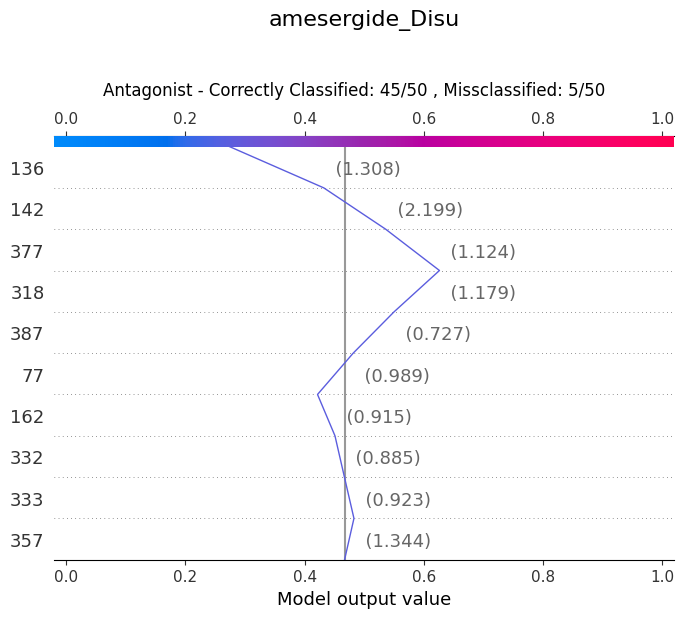 amesergide_Disu
Antagonist - Correctly Classified: 45/50 , Missclassified: 5/50
0.0 0.2 0.4 0.6 0.8 1.0
136 (1.308)
142 (2.199)
377 (1.124)
318 (1.179)
387 (0.727)
77 (0.989)
162 (0.915)
332 (0.885)
333 (0.923)
357 (1.344)
0.0 0.2 0.4 0.6 0.8 1.0
Model output value